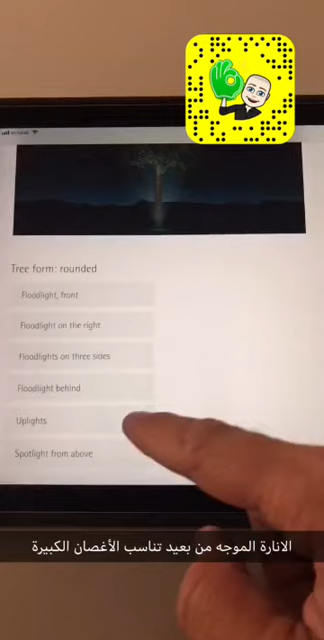 Tree form: rounded
Floodlight, front
Floodlight on the right
Floodlights on three sides
Floodlight behind
Uplights
Spotlight from above
الانارة الموجه من بعيد تناسب الأغصان الكبيرة